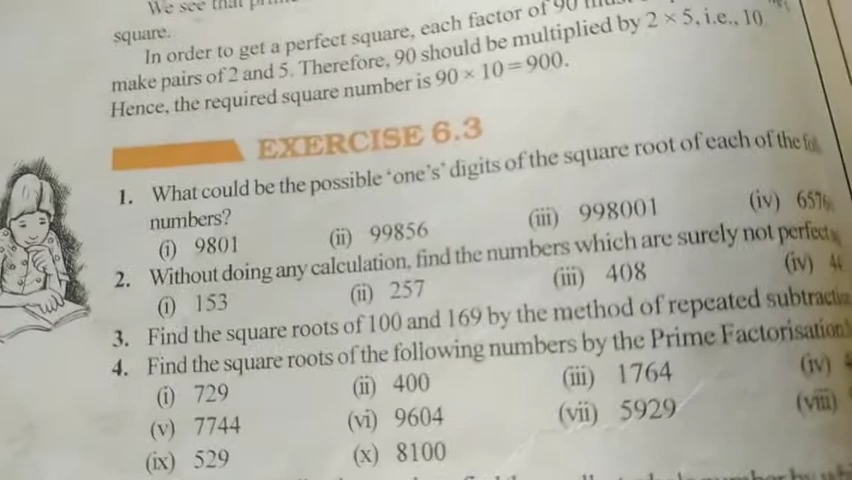 We see that
square.
In order to get a perfect square, each factor of 90
make pairs of 2 and 5. Therefore, 90 should be multiplied by 2 × 5, i.e., 10
Hence, the required square number is 90 × 10 = 900.
EXERCISE 6.3
1. What could be the possible ‘one’s’ digits of the square root of each of the
numbers?
(i) 9801 (ii) 99856 (iii) 998001 (iv)
2. Without doing any calculation, find the numbers which are surely not perfect
(i) 153 (ii) 257 (iii) 408 (iv)
3. Find the square roots of 100 and 169 by the method of repeated
4. Find the square roots of the following numbers by the Prime Factorisation
(i) 729 (ii) 400 (iii) 1764 (iv)
(v) 7744 (vi) 9604 (vii) 5929 (viii)
(ix) 529 (x) 8100